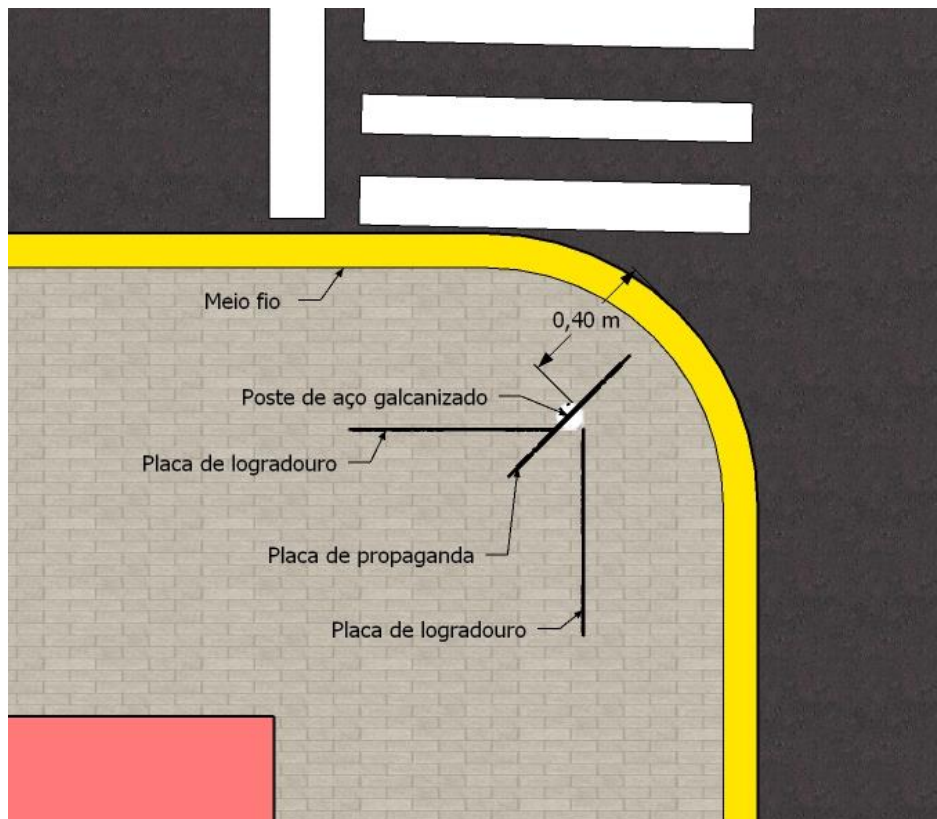 Meio fio
0,40 m
Poste de aço galcanizado
Placa de logradouro
Placa de propaganda
Placa de logradouro